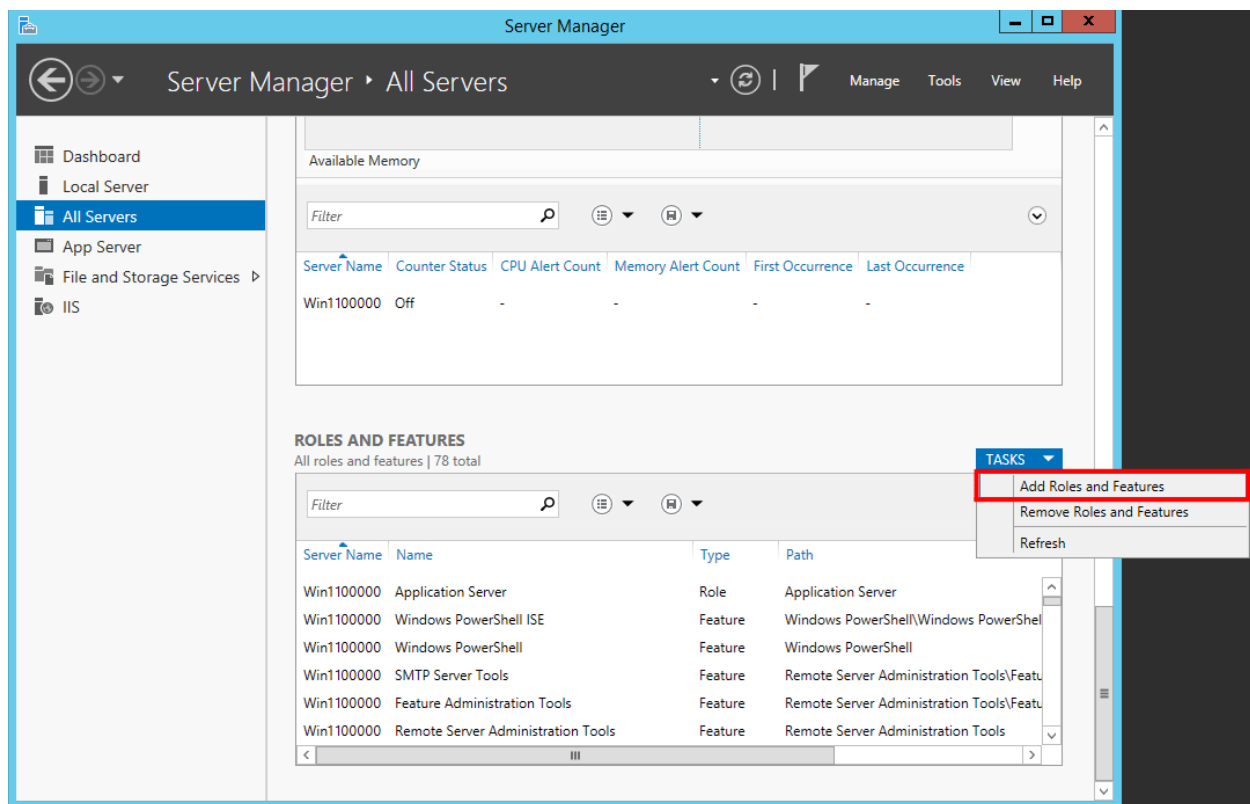 Server Manager
Server Manager ‣ All Servers
Manage Tools View Help
Dashboard
Local Server
All Servers
App Server
File and Storage Services
IIS
Available Memory
Filter
Server Name Counter Status CPU Alert Count Memory Alert Count First Occurrence Last Occurrence
Win1100000 Off - - - -
ROLES AND FEATURES
All roles and features | 78 total
TASKS
Add Roles and Features
Remove Roles and Features
Refresh
Filter
Server Name Name Type Path
Win1100000 Application Server Role Application Server
Win1100000 Windows PowerShell ISE Feature Windows PowerShell\Windows PowerShel
Win1100000 Windows PowerShell Feature Windows PowerShell
Win1100000 SMTP Server Tools Feature Remote Server Administration Tools\Featu
Win1100000 Feature Administration Tools Feature Remote Server Administration Tools\Featu
Win1100000 Remote Server Administration Tools Feature Remote Server Administration Tools